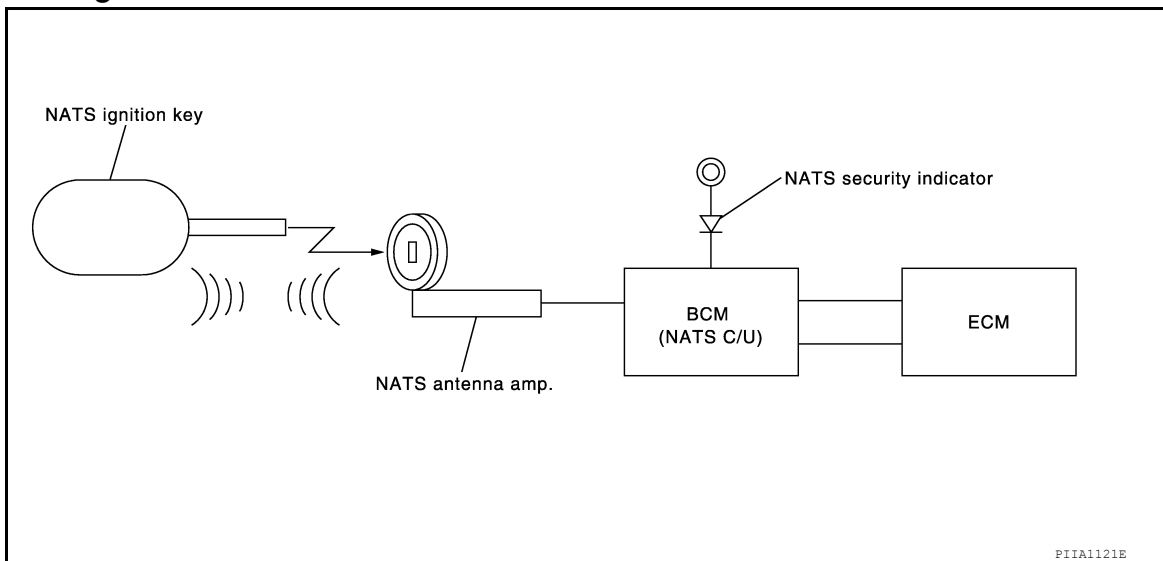 NATS ignition key
NATS security indicator
BCM
(NATS C/U)
ECM
NATS antenna amp.
PIIA1121E